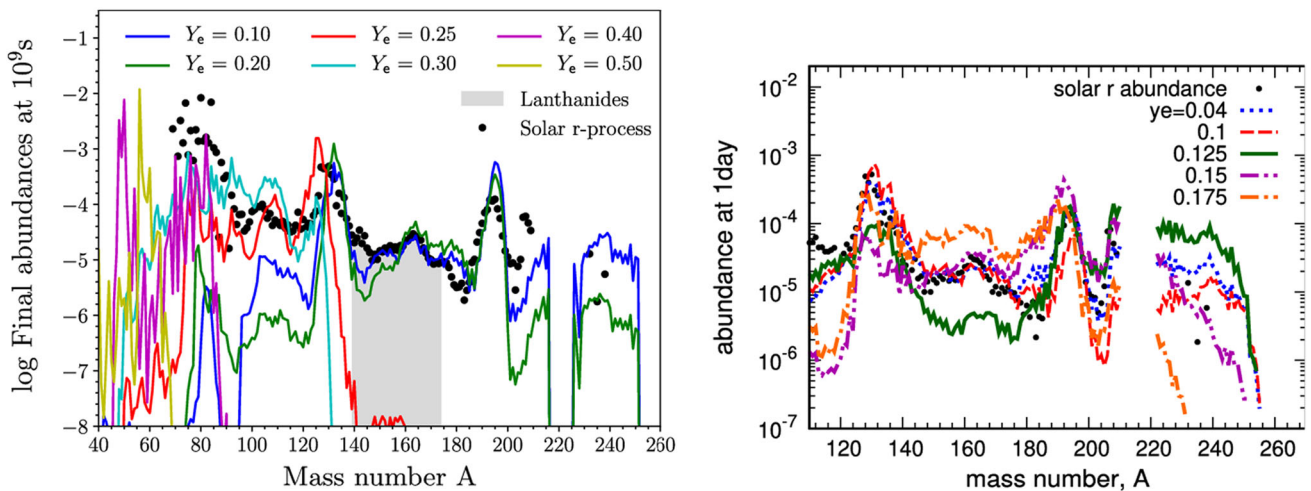 log Final abundances at 10⁹s
−1
−2
−3
−4
−5
−6
−7
−8
Yₑ = 0.10
Yₑ = 0.25
Yₑ = 0.40
Yₑ = 0.20
Yₑ = 0.30
Yₑ = 0.50
Lanthanides
Solar r-process
40 60 80 100 120 140 160 180 200 220 240 260
Mass number A
abundance at 1day
10⁻²
10⁻³
10⁻⁴
10⁻⁵
10⁻⁶
10⁻⁷
solar r abundance
ye=0.04
0.1
0.125
0.15
0.175
120 140 160 180 200 220 240 260
mass number, A